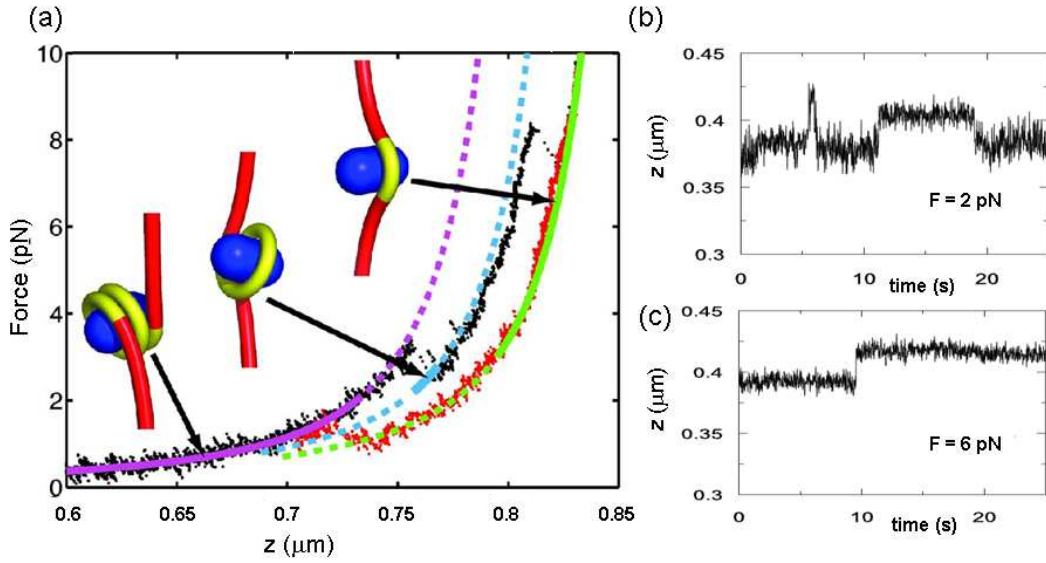 (a)
10
8
6
4
2
0
Force (pN)
0.6 0.65 0.7 0.75 0.8 0.85
z (μm)
(b)
0.45
0.4
0.35
0.3
z (μm)
F = 2 pN
0 10 20
time (s)
(c)
0.45
0.4
0.35
0.3
z (μm)
F = 6 pN
0 10 20
time (s)